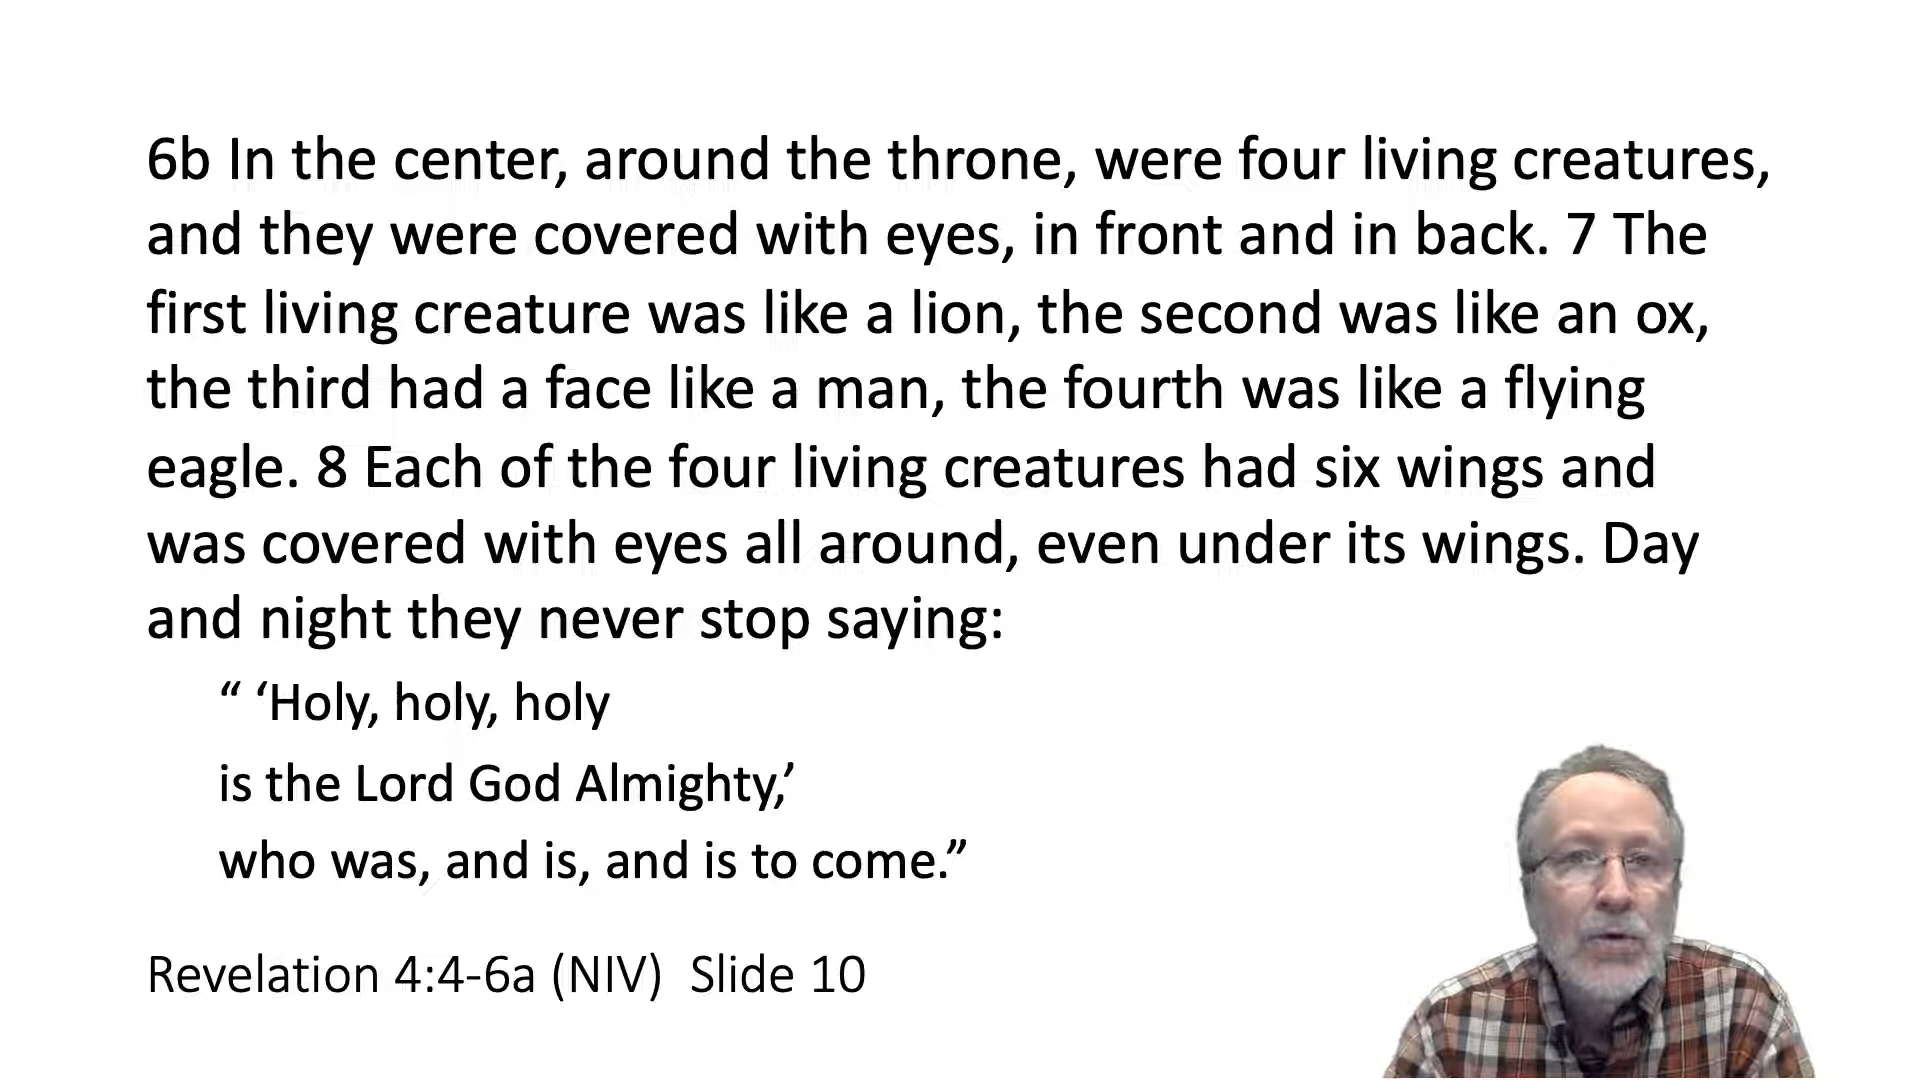 6b In the center, around the throne, were four living creatures,
and they were covered with eyes, in front and in back. 7 The
first living creature was like a lion, the second was like an ox,
the third had a face like a man, the fourth was like a flying
eagle. 8 Each of the four living creatures had six wings and
was covered with eyes all around, even under its wings. Day
and night they never stop saying:
“ ‘Holy, holy, holy
is the Lord God Almighty,’
who was, and is, and is to come.”
Revelation 4:4-6a (NIV)  Slide 10